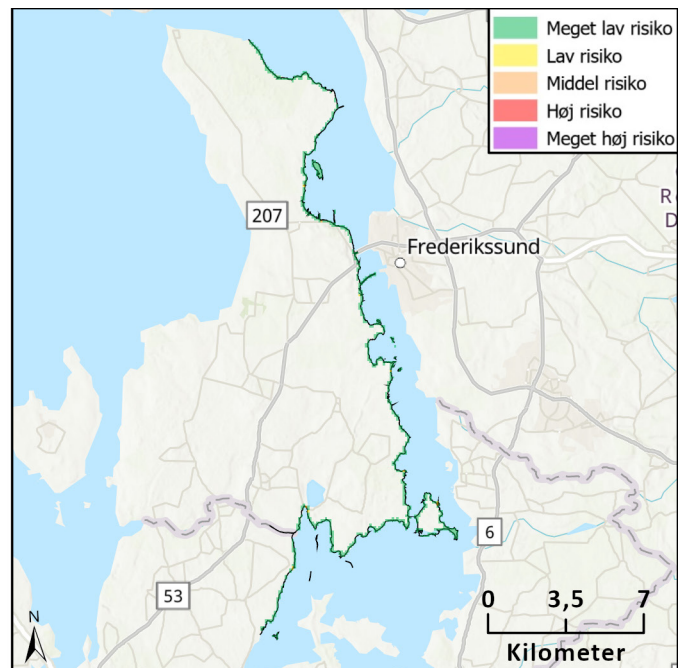 Meget lav risiko
Lav risiko
Middel risiko
Høj risiko
Meget høj risiko
R
D
207
Frederikssund
6
53
0 3,5 7
Kilometer
N